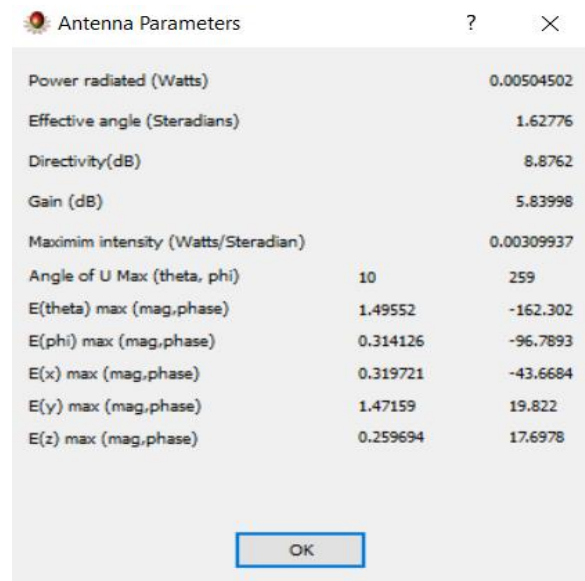 Antenna Parameters ? ×
Power radiated (Watts) 0.00504502
Effective angle (Steradians) 1.62776
Directivity(dB) 8.8762
Gain (dB) 5.83998
Maximim intensity (Watts/Steradian) 0.00309937
Angle of U Max (theta, phi) 10 259
E(theta) max (mag,phase) 1.49552 -162.302
E(phi) max (mag,phase) 0.314126 -96.7893
E(x) max (mag,phase) 0.319721 -43.6684
E(y) max (mag,phase) 1.47159 19.822
E(z) max (mag,phase) 0.259694 17.6978
OK